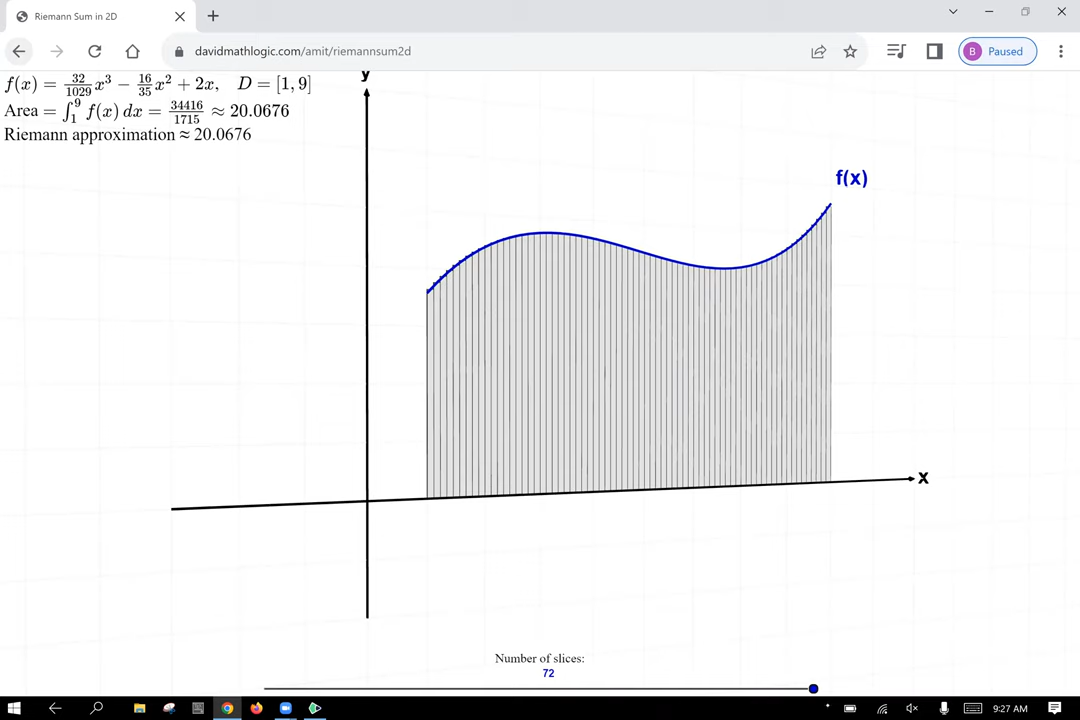 Riemann Sum in 2D
davidmathlogic.com/amit/riemannsum2d
B Paused
f(x) = 32/1029 x³ − 16/35 x² + 2x, D = [1, 9]
Area = ∫₁⁹ f(x) dx = 34416/1715 ≈ 20.0676
Riemann approximation ≈ 20.0676
y
f(x)
x
Number of slices:
72
9:27 AM